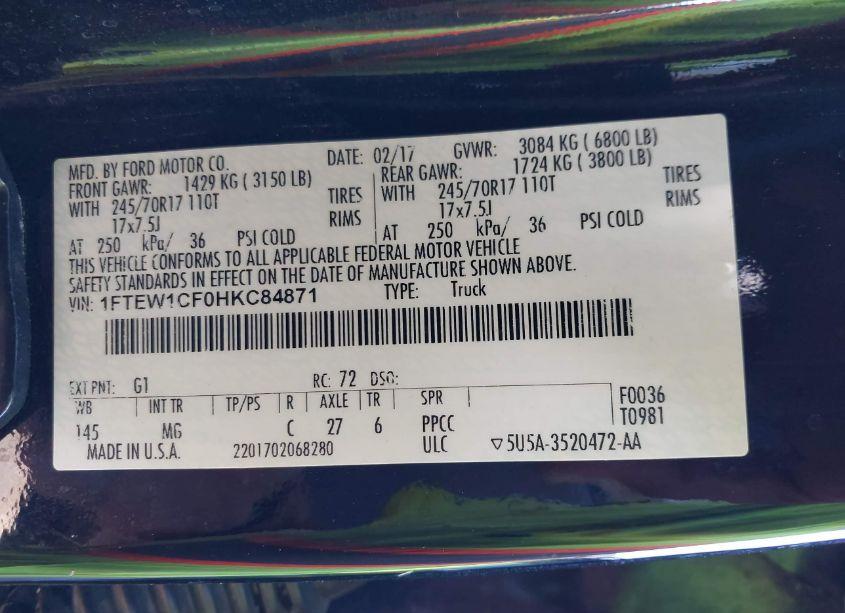 MFD. BY FORD MOTOR CO. DATE: 02/17 GVWR: 3084 KG ( 6800 LB)
FRONT GAWR: 1429 KG ( 3150 LB) REAR GAWR: 1724 KG ( 3800 LB)
WITH 245/70R17 110T TIRES WITH 245/70R17 110T TIRES
17x7.5J RIMS 17x7.5J RIMS
AT 250 kPa/ 36 PSI COLD AT 250 kPa/ 36 PSI COLD
THIS VEHICLE CONFORMS TO ALL APPLICABLE FEDERAL MOTOR VEHICLE
SAFETY STANDARDS IN EFFECT ON THE DATE OF MANUFACTURE SHOWN ABOVE.
VIN: 1FTEW1CF0HKC84871 TYPE: Truck
EXT PNT: G1 RC: 72 DSO:
WB INT TR TP/PS R AXLE TR SPR F0036
145 MG C 27 6 PPCC T0981
MADE IN U.S.A. 2201702068280 ULC ▽5U5A-3520472-AA